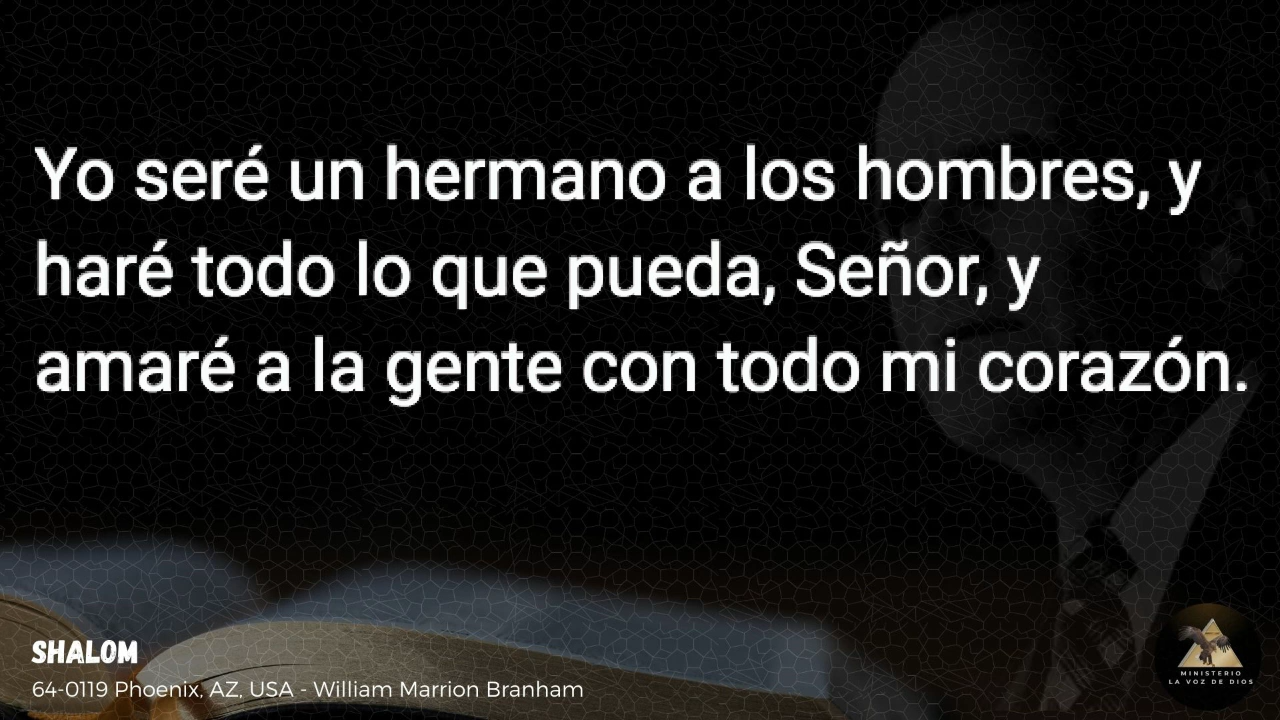 Yo seré un hermano a los hombres, y
haré todo lo que pueda, Señor, y
amaré a la gente con todo mi corazón.
SHALOM
64-0119 Phoenix, AZ, USA - William Marrion Branham
MINISTERIO
LA VOZ DE DIOS